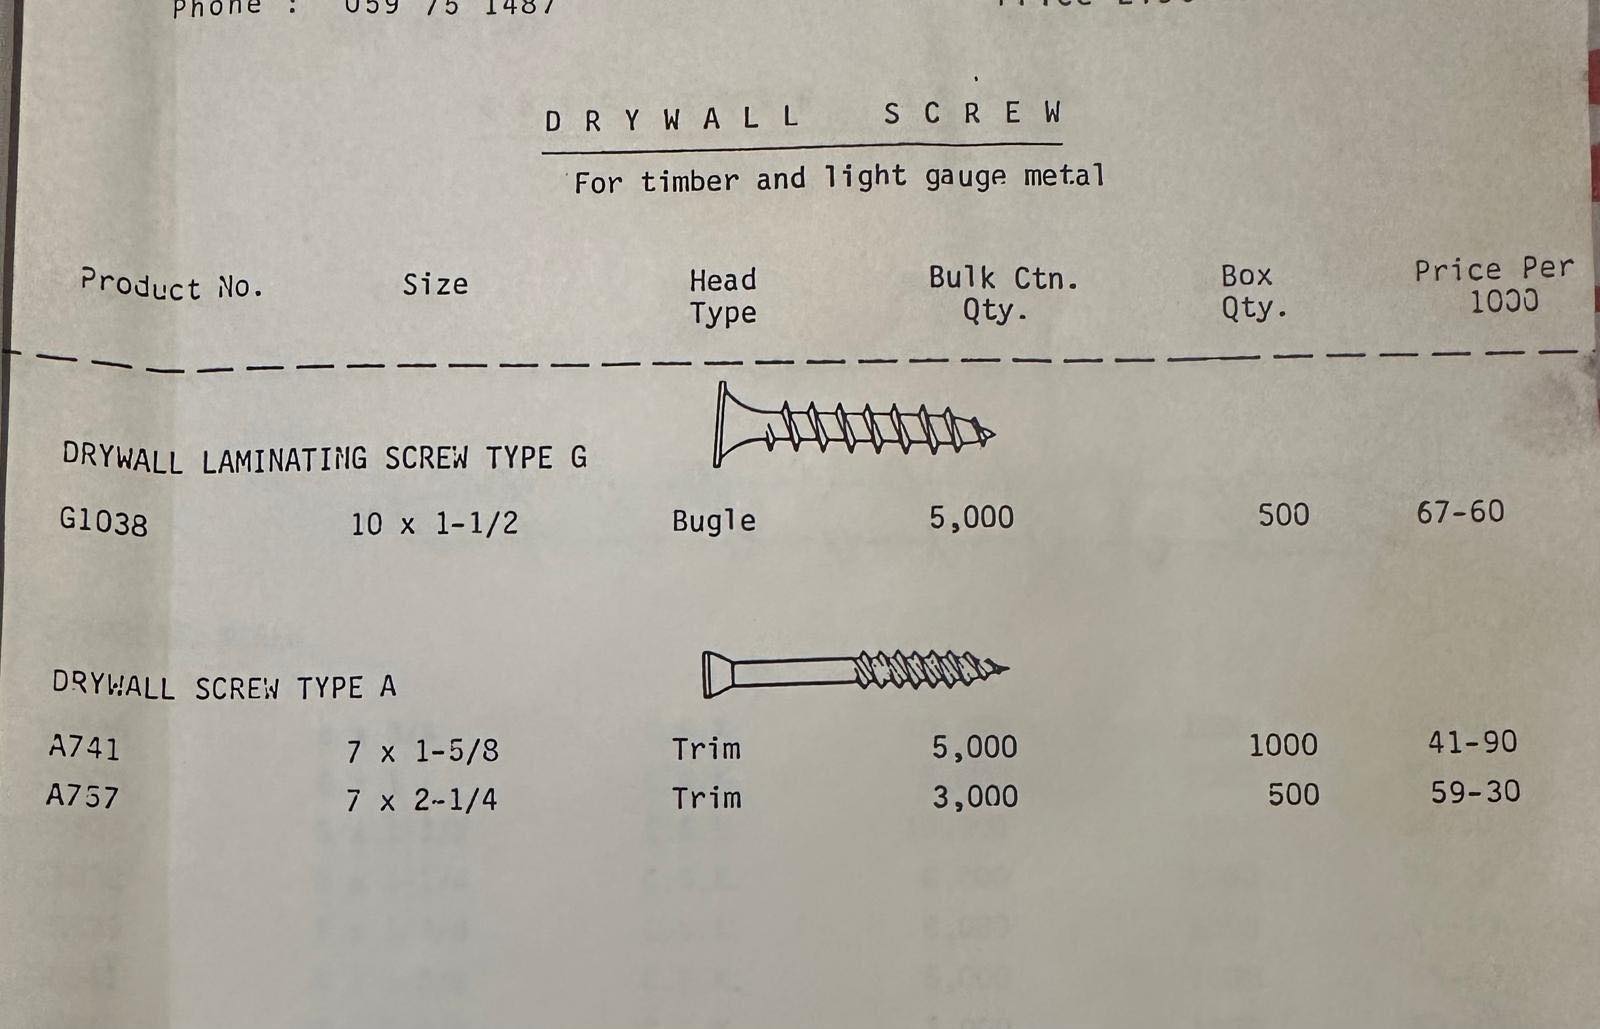 Phone : 059 75 1487
Price
DRYWALL SCREW
For timber and light gauge metal
Product No. Size Head Type Bulk Ctn. Qty. Box Qty. Price Per 1000
DRYWALL LAMINATING SCREW TYPE G
G1038 10 x 1-1/2 Bugle 5,000 500 67-60
DRYWALL SCREW TYPE A
A741 7 x 1-5/8 Trim 5,000 1000 41-90
A757 7 x 2-1/4 Trim 3,000 500 59-30